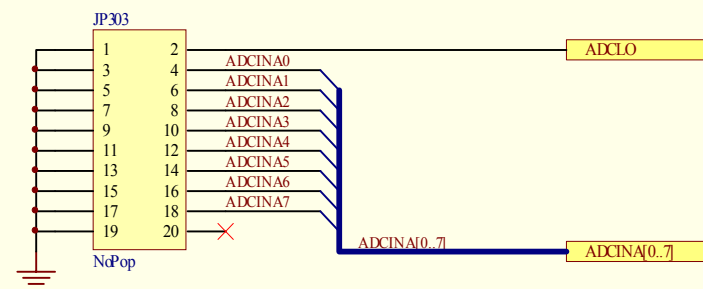 JP303
1 2 ADCLO
3 4 ADCINA0
5 6 ADCINA1
7 8 ADCINA2
9 10 ADCINA3
11 12 ADCINA4
13 14 ADCINA5
15 16 ADCINA6
17 18 ADCINA7
19 20
ADCINA[0..7] ADCINA[0..7]
NoPop